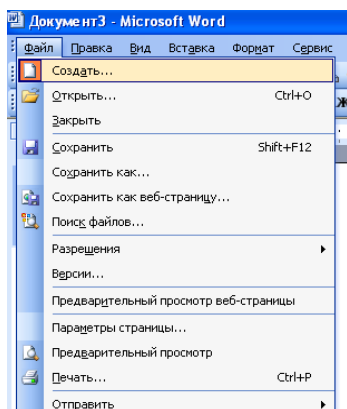 Документ3 - Microsoft Word
Файл Правка Вид Вставка Формат Сервис
Создать...
Открыть... Ctrl+O
Закрыть
Сохранить Shift+F12
Сохранить как...
Сохранить как веб-страницу...
Поиск файлов...
Разрешения
Версии...
Предварительный просмотр веб-страницы
Параметры страницы...
Предварительный просмотр
Печать... Ctrl+P
Отправить